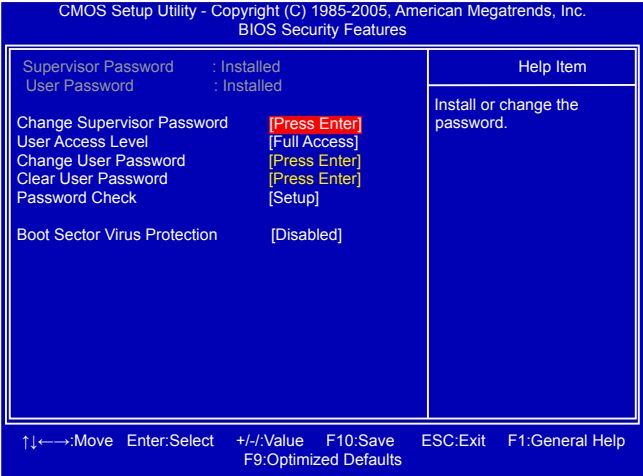 CMOS Setup Utility - Copyright (C) 1985-2005, American Megatrends, Inc.
BIOS Security Features
Supervisor Password : Installed
User Password : Installed
Change Supervisor Password [Press Enter]
User Access Level [Full Access]
Change User Password [Press Enter]
Clear User Password [Press Enter]
Password Check [Setup]
Boot Sector Virus Protection [Disabled]
Help Item
Install or change the
password.
↑↓←→:Move Enter:Select +/-/:Value F10:Save ESC:Exit F1:General Help
F9:Optimized Defaults